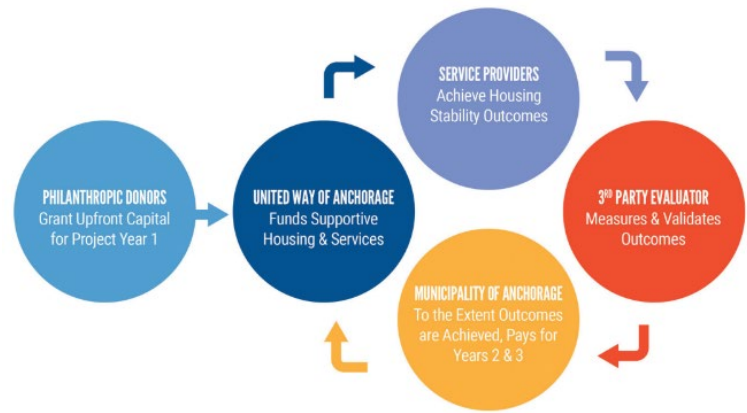 PHILANTHROPIC DONORS
Grant Upfront Capital
for Project Year 1
UNITED WAY OF ANCHORAGE
Funds Supportive
Housing & Services
SERVICE PROVIDERS
Achieve Housing
Stability Outcomes
3RD PARTY EVALUATOR
Measures & Validates
Outcomes
MUNICIPALITY OF ANCHORAGE
To the Extent Outcomes
are Achieved, Pays for
Years 2 & 3